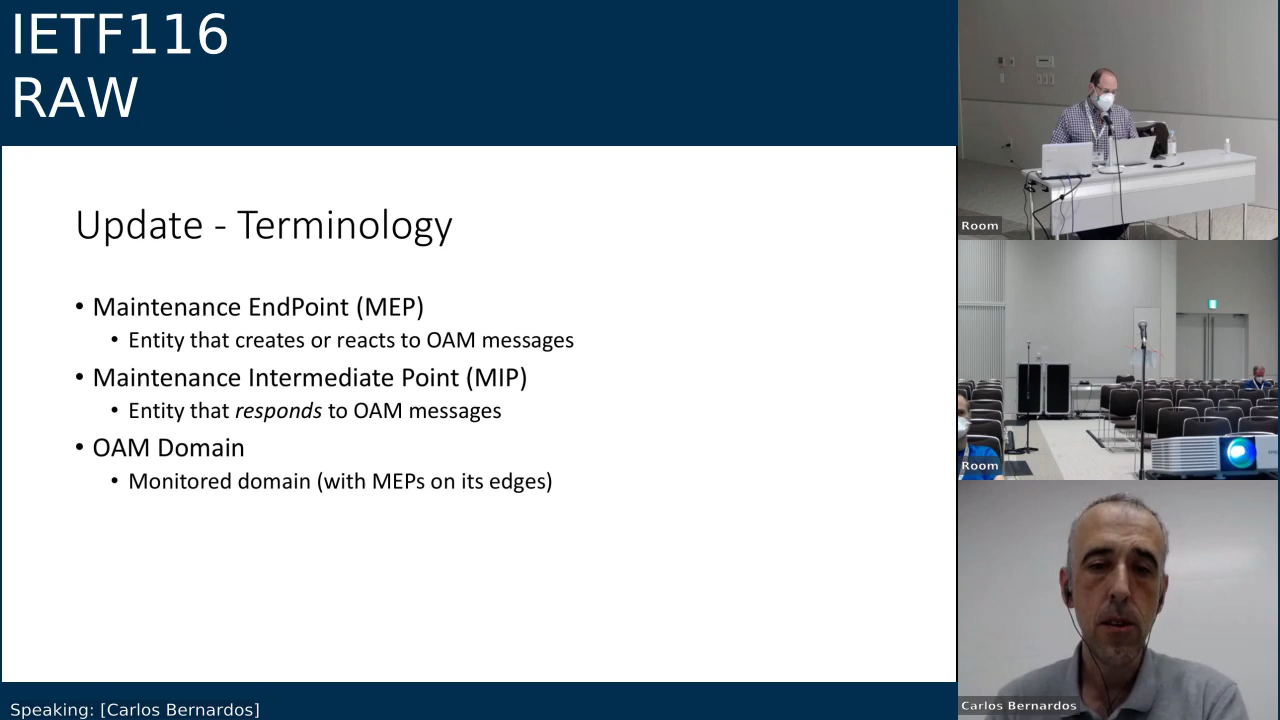 IETF116
RAW
Update - Terminology
• Maintenance EndPoint (MEP)
• Entity that creates or reacts to OAM messages
• Maintenance Intermediate Point (MIP)
• Entity that responds to OAM messages
• OAM Domain
• Monitored domain (with MEPs on its edges)
Speaking: [Carlos Bernardos]
Room
Room
Carlos Bernardos